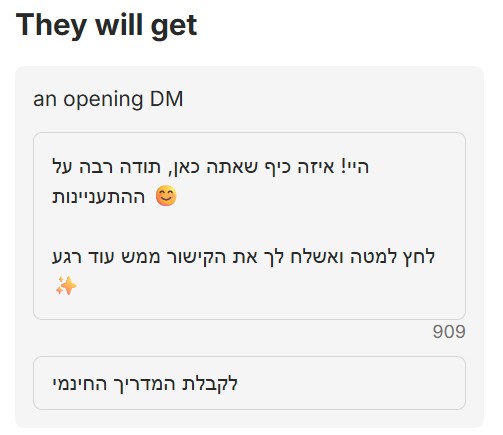 They will get
an opening DM
היי! איזה כיף שאתה כאן, תודה רבה על
ההתעניינות 😊
לחץ למטה ואשלח לך את הקישור ממש עוד רגע
✨
909
לקבלת המדריך החינמי